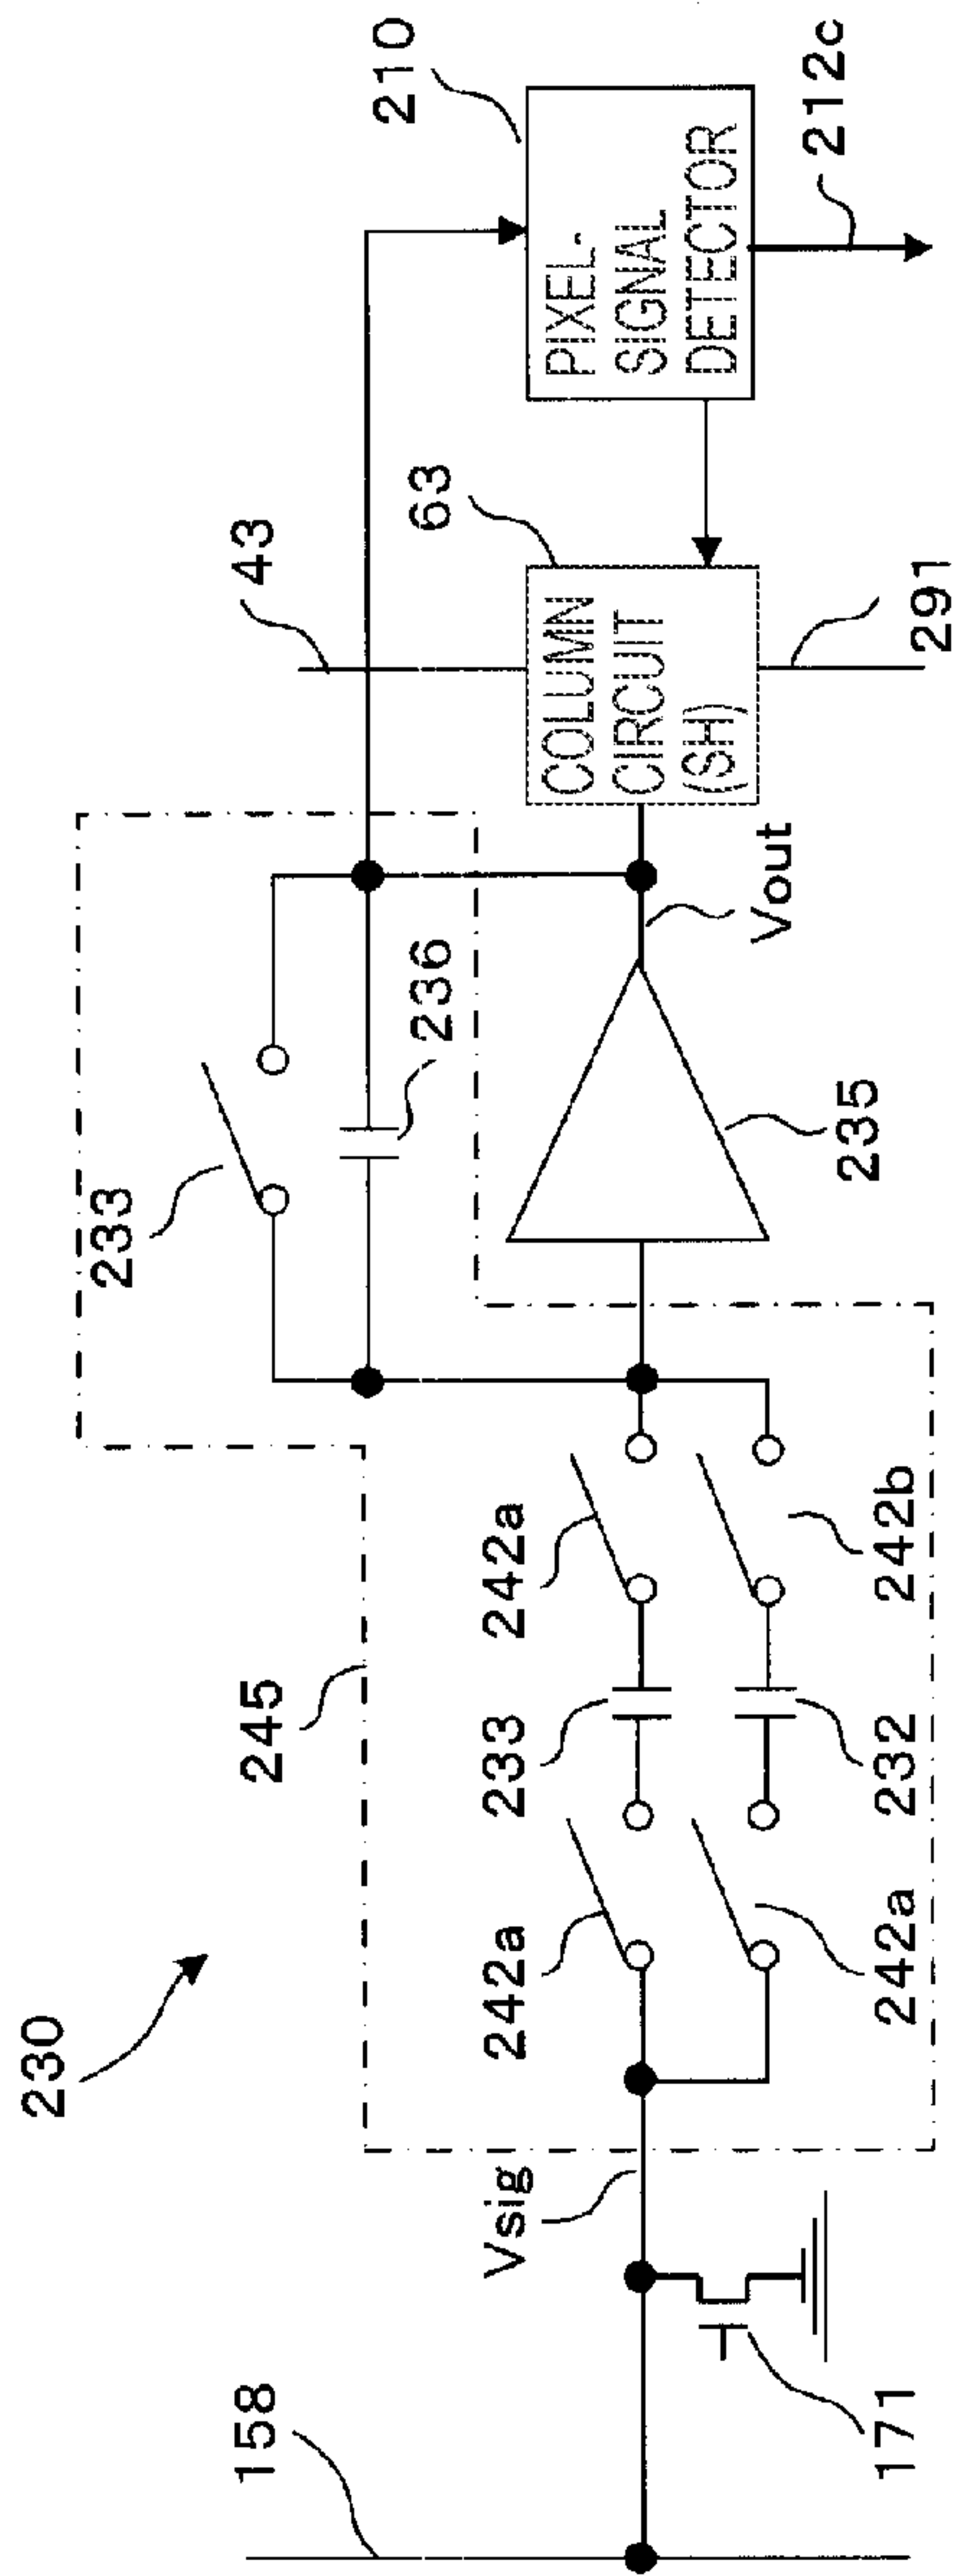 230
245
233
236
43
63
210
212c
PIXEL-
SIGNAL
DETECTOR
COLUMN
CIRCUIT
(SH)
291
Vout
235
242a
233
242a
242b
232
242a
Vsig
158
171